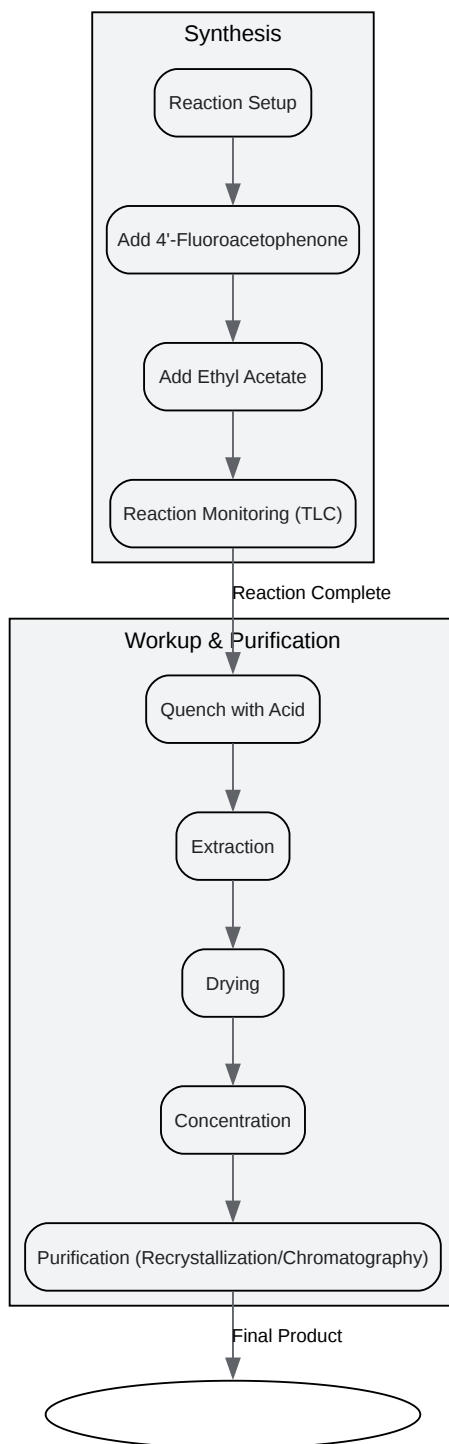 Synthesis
Reaction Setup
Add 4'-Fluoroacetophenone
Add Ethyl Acetate
Reaction Monitoring (TLC)
Reaction Complete
Workup & Purification
Quench with Acid
Extraction
Drying
Concentration
Purification (Recrystallization/Chromatography)
Final Product